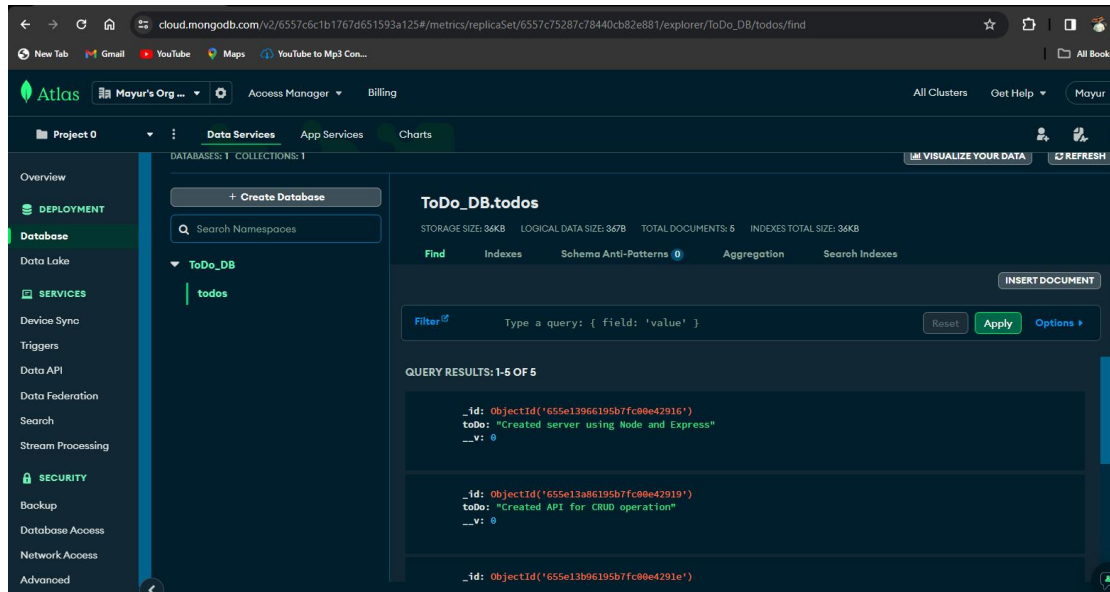 cloud.mongodb.com/v2/6557c6c1b1767d651593a125#/metrics/replicaSet/6557c75287c78440cb82e881/explorer/ToDo_DB/todos/find
New Tab Gmail YouTube Maps YouTube to Mp3 Con... All Book
Atlas Mayur's Org ... Access Manager Billing All Clusters Get Help Mayur
Project 0 Data Services App Services Charts
DATABASES: 1 COLLECTIONS: 1 VISUALIZE YOUR DATA REFRESH
Overview
DEPLOYMENT
Database
Data Lake
SERVICES
Device Sync
Triggers
Data API
Data Federation
Search
Stream Processing
SECURITY
Backup
Database Access
Network Access
Advanced
+ Create Database
Search Namespaces
ToDo_DB
todos
ToDo_DB.todos
STORAGE SIZE: 36KB LOGICAL DATA SIZE: 367B TOTAL DOCUMENTS: 5 INDEXES TOTAL SIZE: 36KB
Find Indexes Schema Anti-Patterns 0 Aggregation Search Indexes
INSERT DOCUMENT
Filter Type a query: { field: 'value' } Reset Apply Options
QUERY RESULTS: 1-5 OF 5
_id: ObjectId('655e13966195b7fc00e42916')
toDo: "Created server using Node and Express"
__v: 0
_id: ObjectId('655e13a86195b7fc00e42919')
toDo: "Created API for CRUD operation"
__v: 0
_id: ObjectId('655e13b96195b7fc00e4291e')